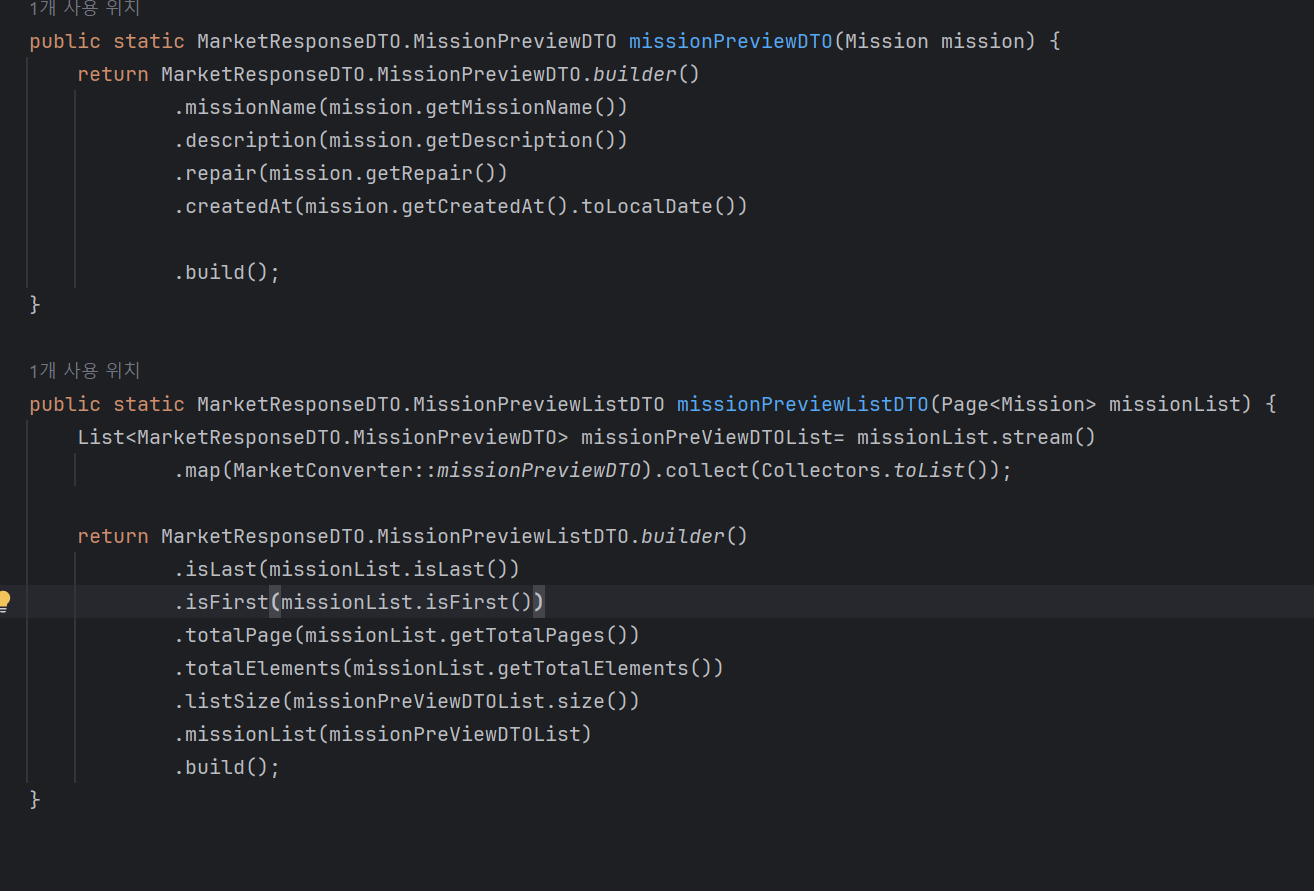 1개 사용 위치
public static MarketResponseDTO.MissionPreviewDTO missionPreviewDTO(Mission mission) {
return MarketResponseDTO.MissionPreviewDTO.builder()
.missionName(mission.getMissionName())
.description(mission.getDescription())
.repair(mission.getRepair())
.createdAt(mission.getCreatedAt().toLocalDate())
.build();
}
1개 사용 위치
public static MarketResponseDTO.MissionPreviewListDTO missionPreviewListDTO(Page<Mission> missionList) {
List<MarketResponseDTO.MissionPreviewDTO> missionPreViewDTOList= missionList.stream()
.map(MarketConverter::missionPreviewDTO).collect(Collectors.toList());
return MarketResponseDTO.MissionPreviewListDTO.builder()
.isLast(missionList.isLast())
.isFirst(missionList.isFirst())
.totalPage(missionList.getTotalPages())
.totalElements(missionList.getTotalElements())
.listSize(missionPreViewDTOList.size())
.missionList(missionPreViewDTOList)
.build();
}